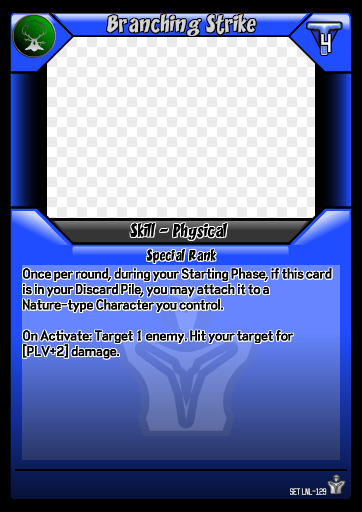 Branching Strike
4
Skill - Physical
Special Rank
Once per round, during your Starting Phase, if this card
is in your Discard Pile, you may attach it to a
Nature-type Character you control.
On Activate: Target 1 enemy. Hit your target for
[PLV+2] damage.
SET LNL-129